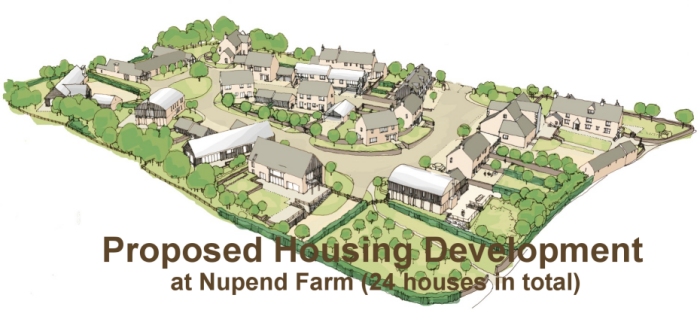 Proposed Housing Development
at Nupend Farm (24 houses in total)